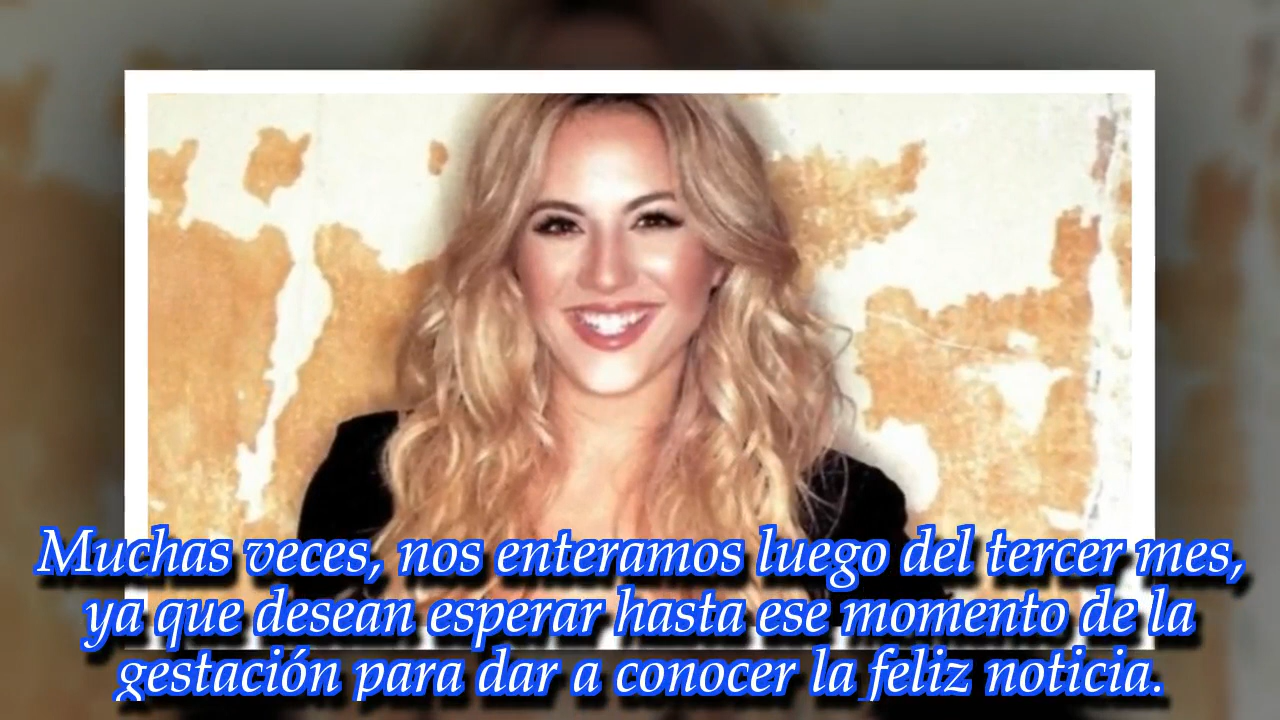 Muchas veces, nos enteramos luego del tercer mes,
ya que desean esperar hasta ese momento de la
gestación para dar a conocer la feliz noticia.